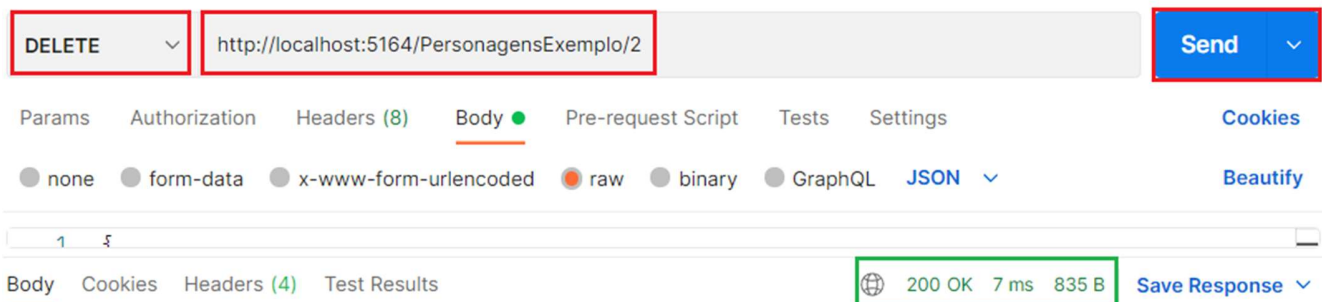 DELETE http://localhost:5164/PersonagensExemplo/2 Send
Params Authorization Headers (8) Body Pre-request Script Tests Settings Cookies
none form-data x-www-form-urlencoded raw binary GraphQL JSON Beautify
1 {
Body Cookies Headers (4) Test Results 200 OK 7 ms 835 B Save Response